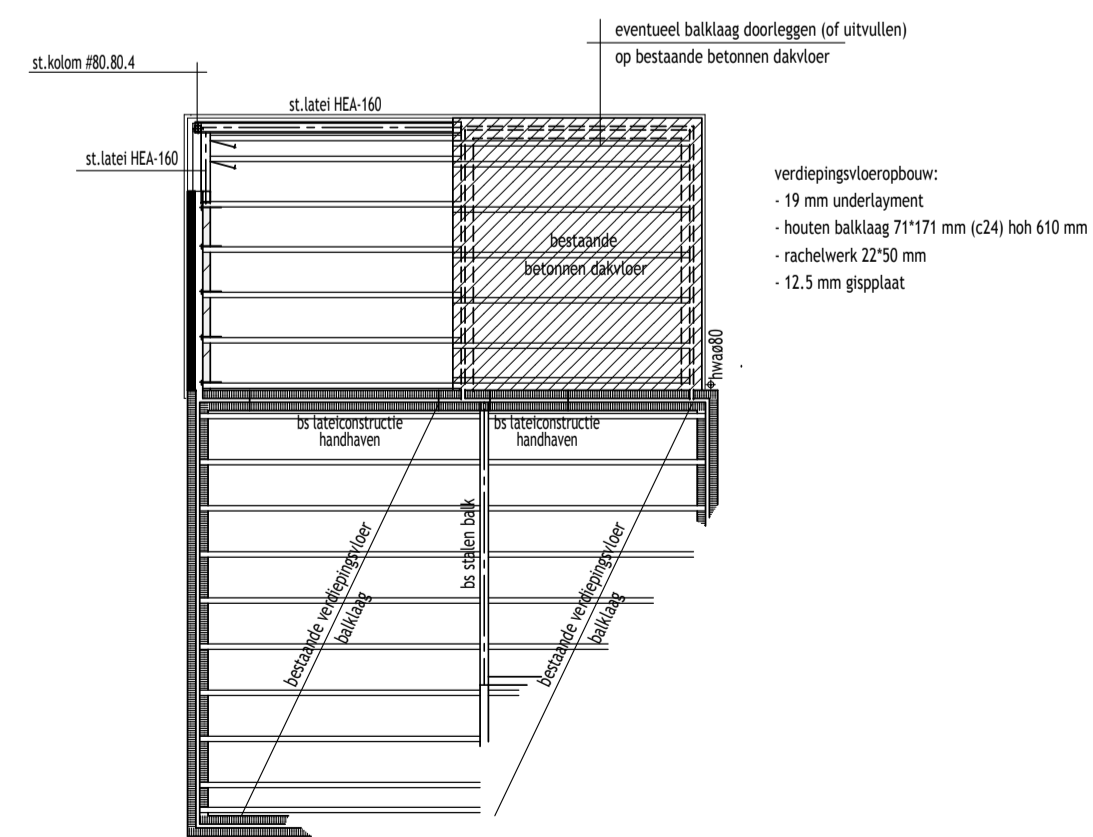 eventueel balklaag doorleggen (of uitvullen)
op bestaande betonnen dakvloer
st.kolom #80.80.4
st.latei HEA-160
st.latei HEA-160
verdiepingsvloeropbouw:
- 19 mm underlayment
- houten balklaag 71*171 mm (c24) hoh 610 mm
- rachelwerk 22*50 mm
- 12.5 mm gispplaat
bestaande
betonnen dakvloer
hwaø80
bs lateiconstructie
handhaven
bs lateiconstructie
handhaven
bs stalen balk
bestaande verdiepingsvloer
balklaag
bestaande verdiepingsvloer
balklaag